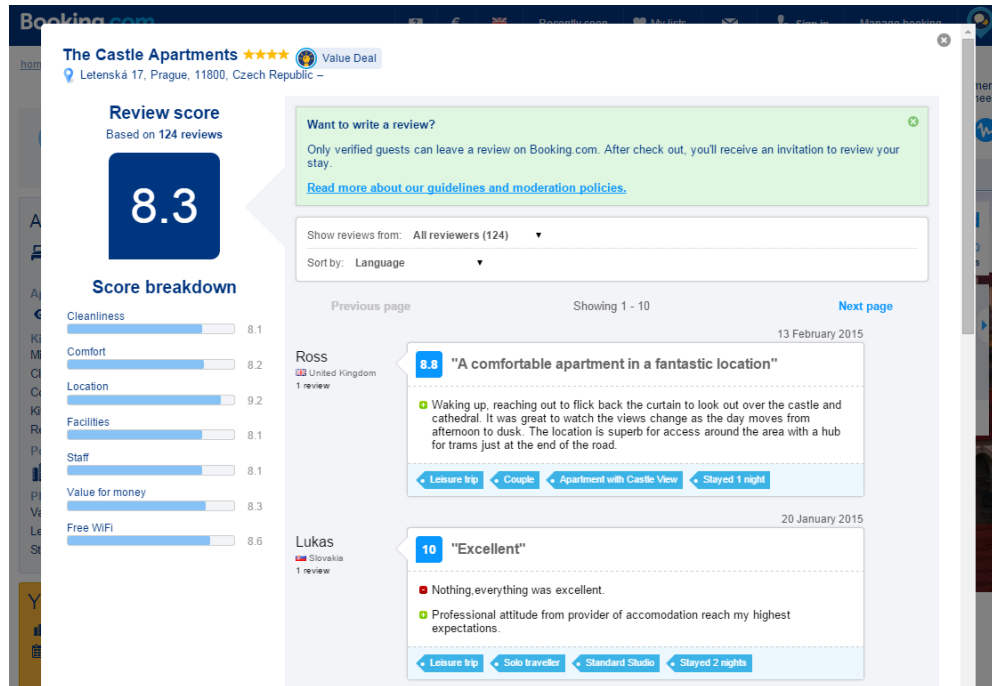 Booking.com
Recently seen My lists Sign in Manage booking
The Castle Apartments Value Deal
Letenská 17, Prague, 11800, Czech Republic –
Review score
Based on 124 reviews
8.3
Score breakdown
Cleanliness
8.1
Comfort
8.2
Location
9.2
Facilities
8.1
Staff
8.1
Value for money
8.3
Free WiFi
8.6
Want to write a review?
Only verified guests can leave a review on Booking.com. After check out, you'll receive an invitation to review your
stay.
Read more about our guidelines and moderation policies.
Show reviews from: All reviewers (124)
Sort by: Language
Previous page Showing 1 - 10 Next page
13 February 2015
Ross
United Kingdom
1 review
8.8 "A comfortable apartment in a fantastic location"
Waking up, reaching out to flick back the curtain to look out over the castle and
cathedral. It was great to watch the views change as the day moves from
afternoon to dusk. The location is superb for access around the area with a hub
for trams just at the end of the road.
Leisure trip Couple Apartment with Castle View Stayed 1 night
20 January 2015
Lukas
Slovakia
1 review
10 "Excellent"
Nothing,everything was excellent.
Professional attitude from provider of accomodation reach my highest
expectations.
Leisure trip Solo traveller Standard Studio Stayed 2 nights